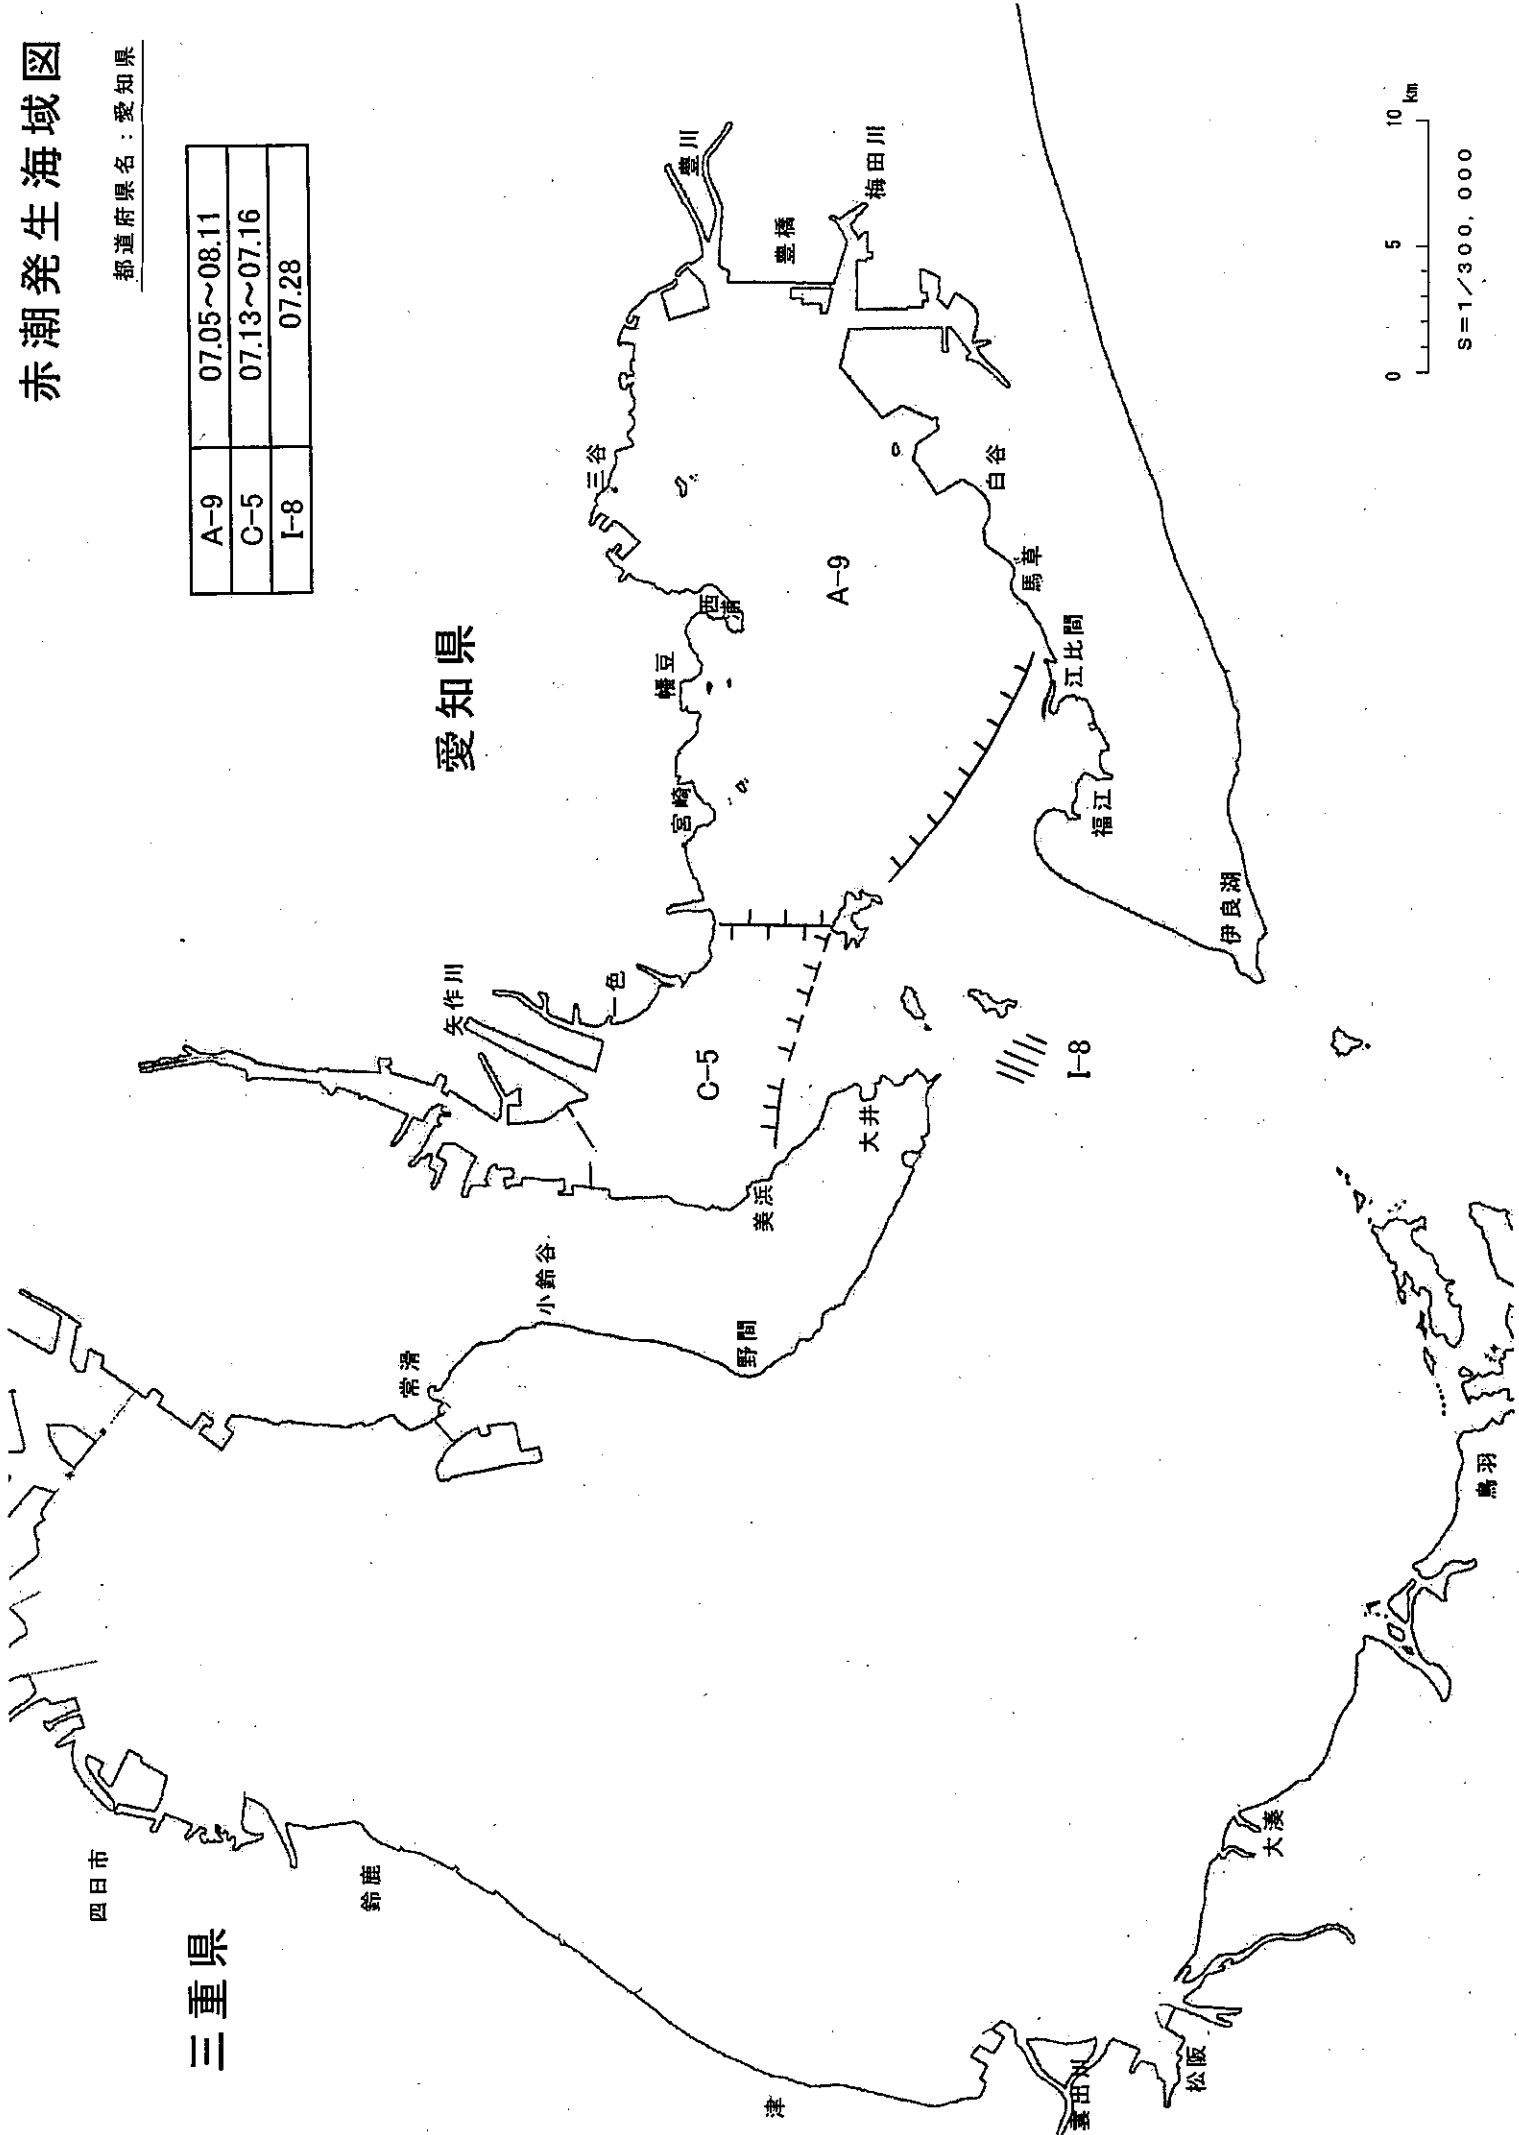 赤潮発生海域図
都道府県名：愛知県
A-9 07.05～08.11
C-5 07.13～07.16
I-8 07.28
三重県
愛知県
四日市
鈴鹿
津
松阪
大湊
鳥羽
常滑
小鈴谷
野間
美浜
大井
矢作川
一色
宮崎
幡豆
西浦
三谷
豊川
豊橋
梅田川
白谷
馬草
江比間
福江
伊良湖
A-9
C-5
I-8
0 5 10 km
S=1/300,000